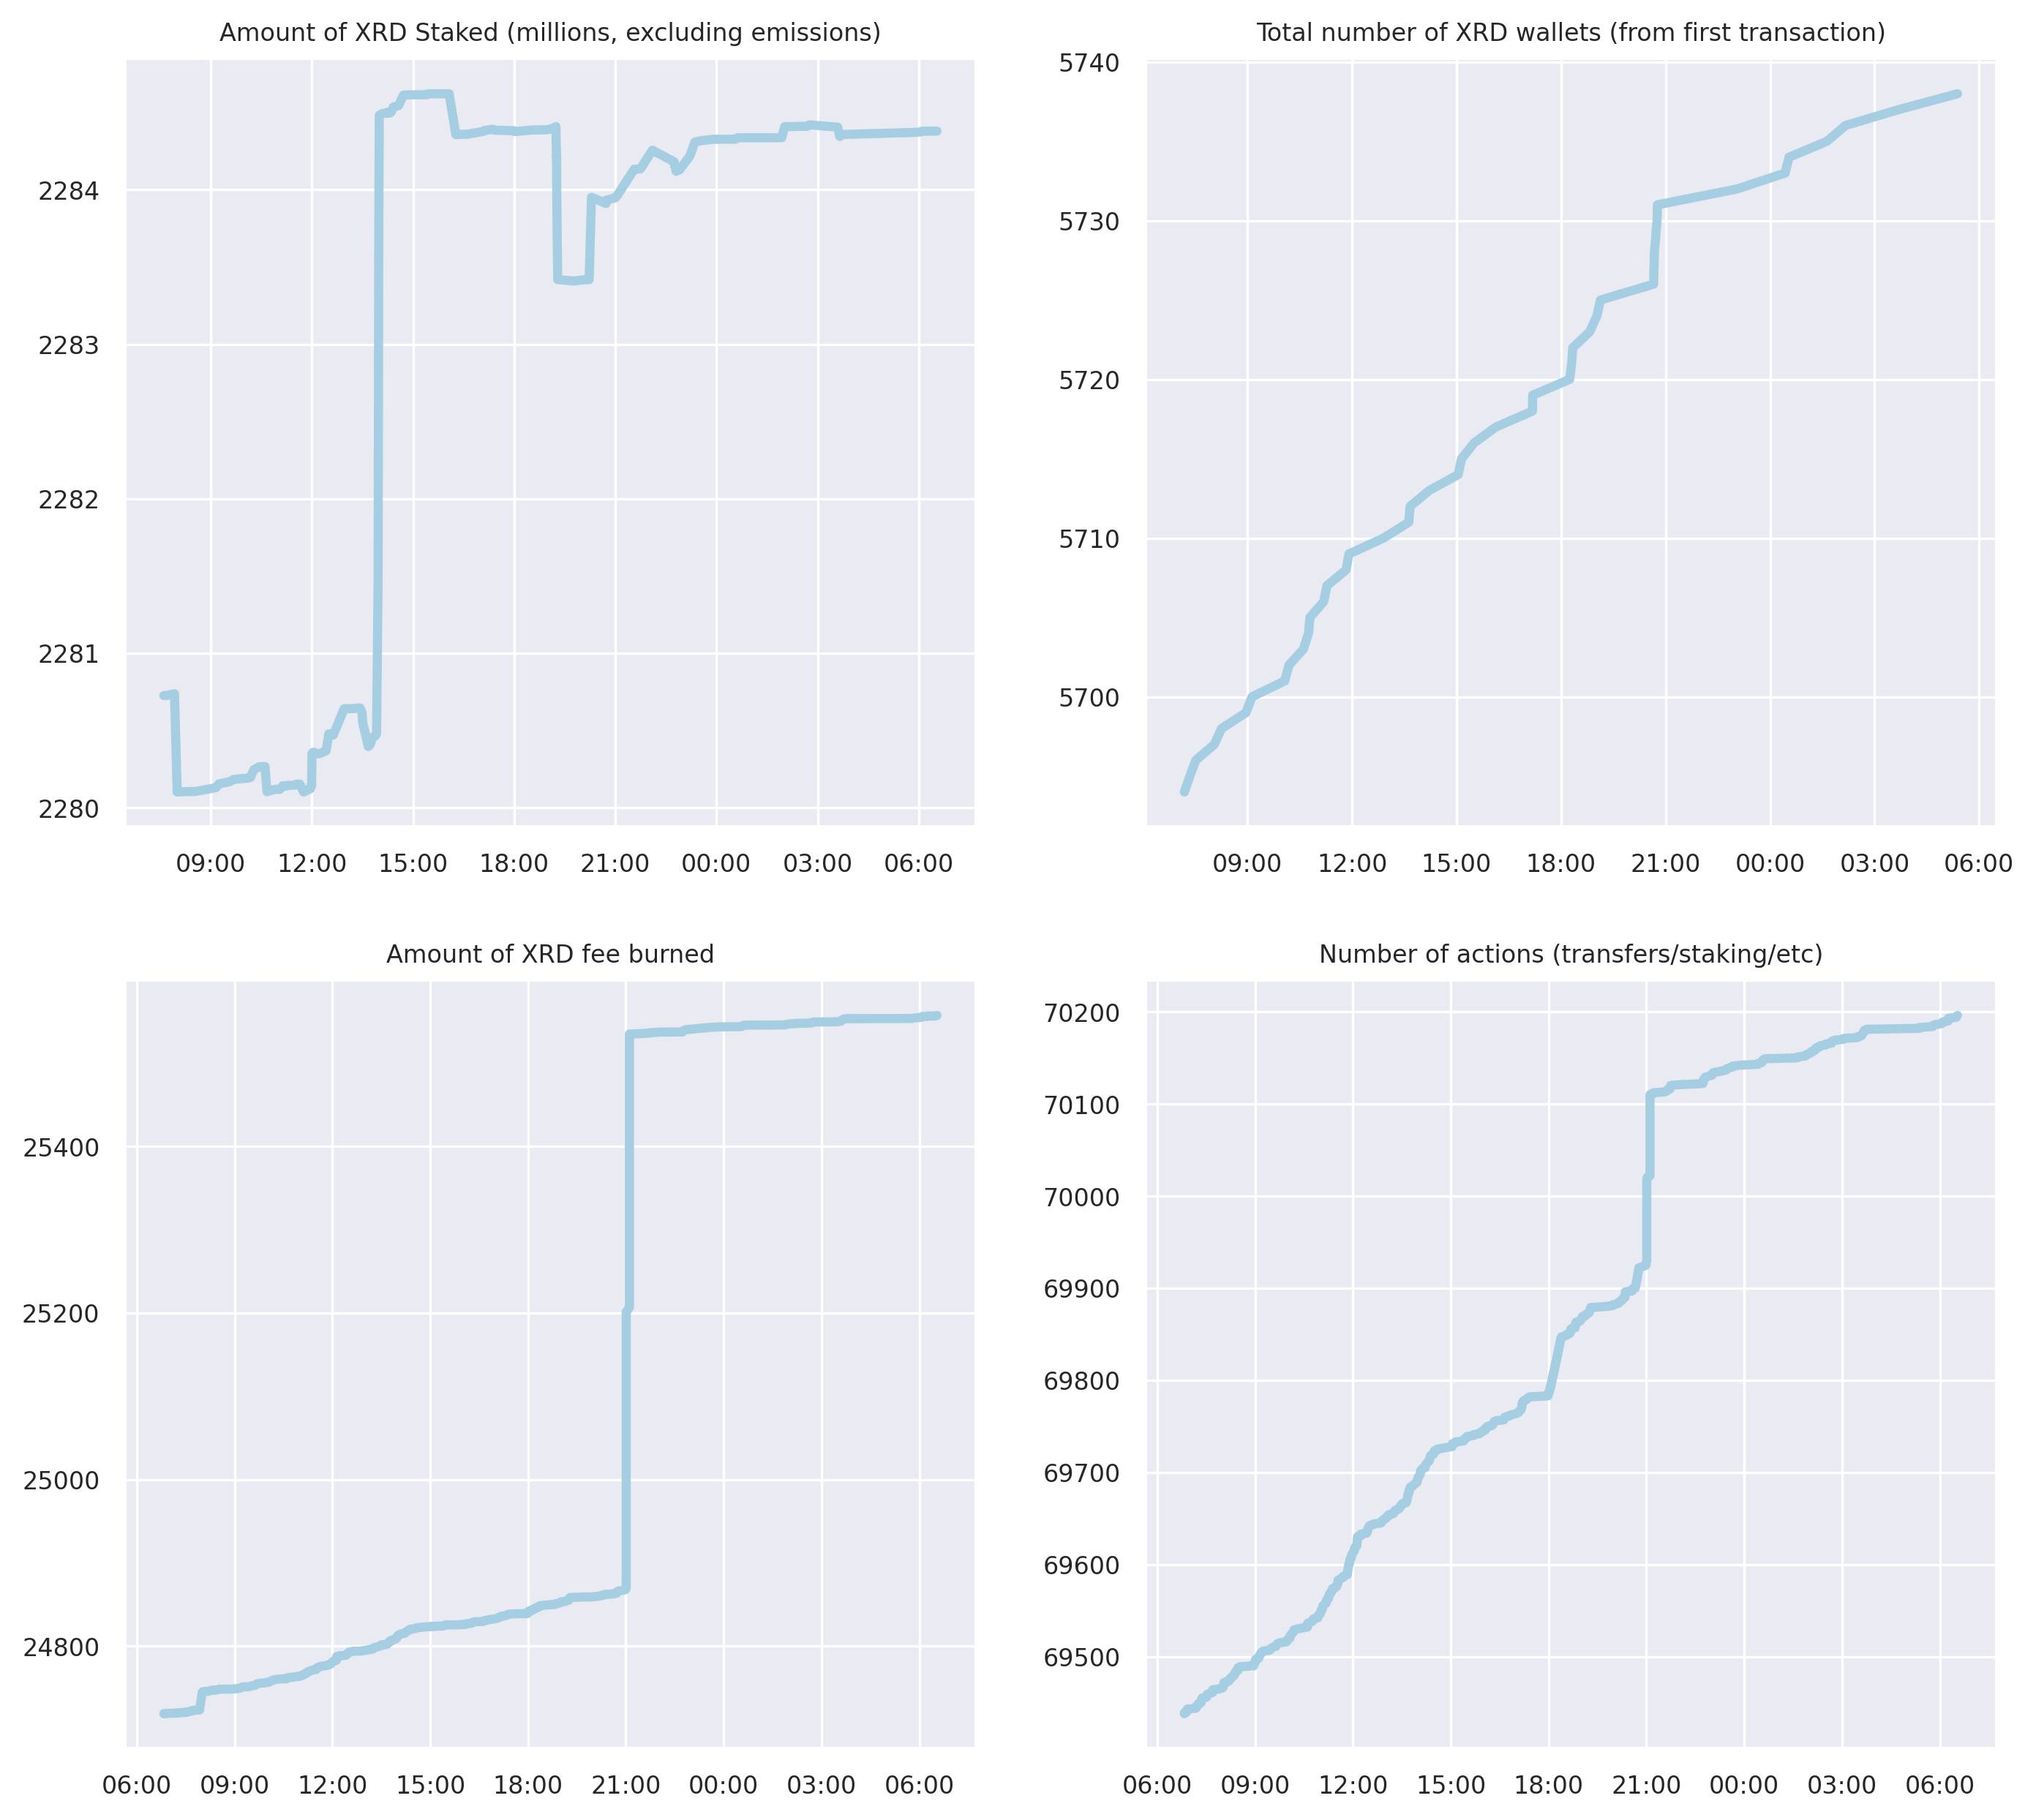 Amount of XRD Staked (millions, excluding emissions)
2284
2283
2282
2281
2280
09:00 12:00 15:00 18:00 21:00 00:00 03:00 06:00
Total number of XRD wallets (from first transaction)
5740
5730
5720
5710
5700
09:00 12:00 15:00 18:00 21:00 00:00 03:00 06:00
Amount of XRD fee burned
25400
25200
25000
24800
06:00 09:00 12:00 15:00 18:00 21:00 00:00 03:00 06:00
Number of actions (transfers/staking/etc)
70200
70100
70000
69900
69800
69700
69600
69500
06:00 09:00 12:00 15:00 18:00 21:00 00:00 03:00 06:00